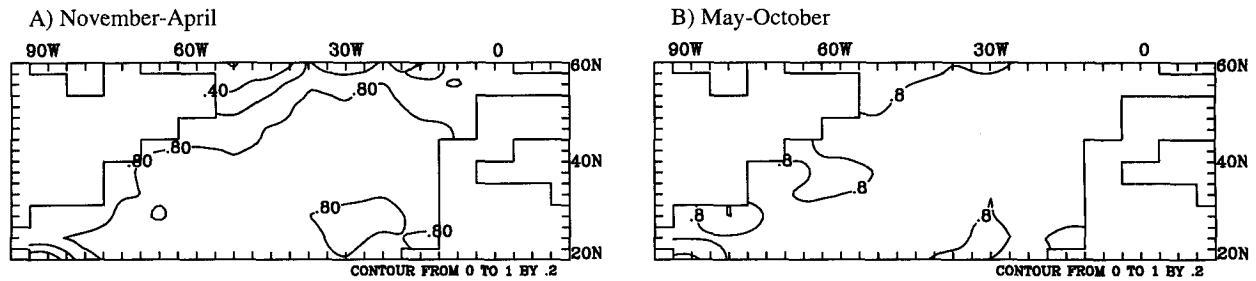 A) November-April
90W 60W 30W 0
60N
.40
.80
.80
.80
40N
.80
.80
20N
CONTOUR FROM 0 TO 1 BY .2
B) May-October
90W 60W 30W 0
60N
.8
.8
40N
.8
.8
20N
CONTOUR FROM 0 TO 1 BY .2